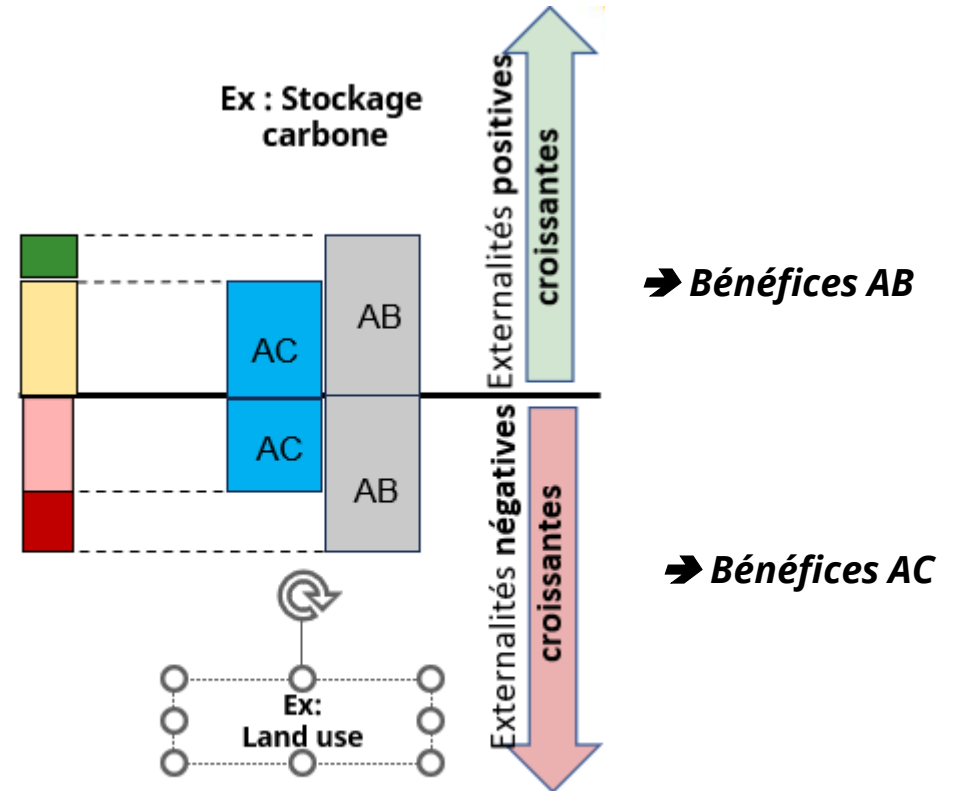 Ex : Stockage
carbone
Externalités positives
croissantes
AC
AB
AC
AB
Externalités négatives
croissantes
🡺 Bénéfices AB
🡺 Bénéfices AC
Ex:
Land use